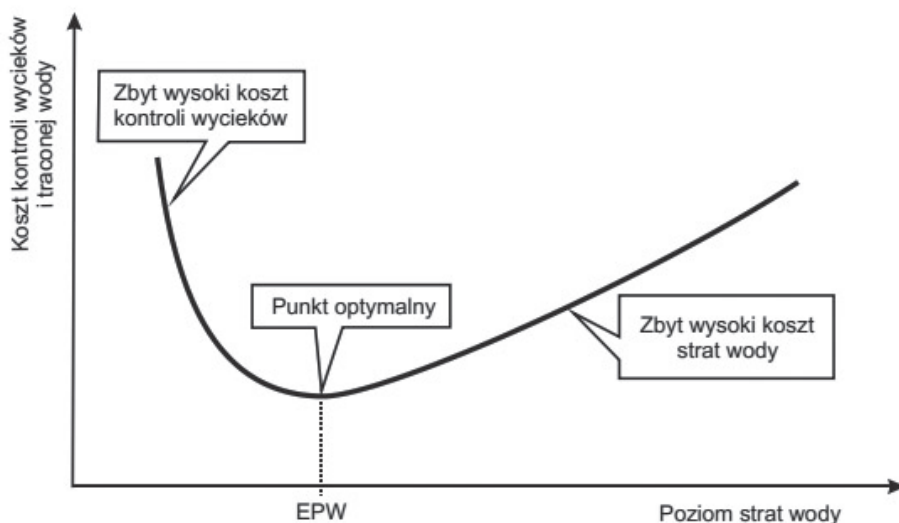 Koszt kontroli wycieków
i traconej wody
Zbyt wysoki koszt
kontroli wycieków
Punkt optymalny
Zbyt wysoki koszt
strat wody
EPW
Poziom strat wody